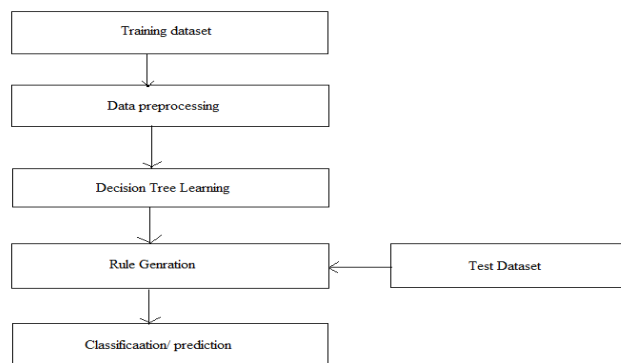 Training dataset
Data preprocessing
Decision Tree Learning
Rule Genration
Test Dataset
Classificaation/ prediction